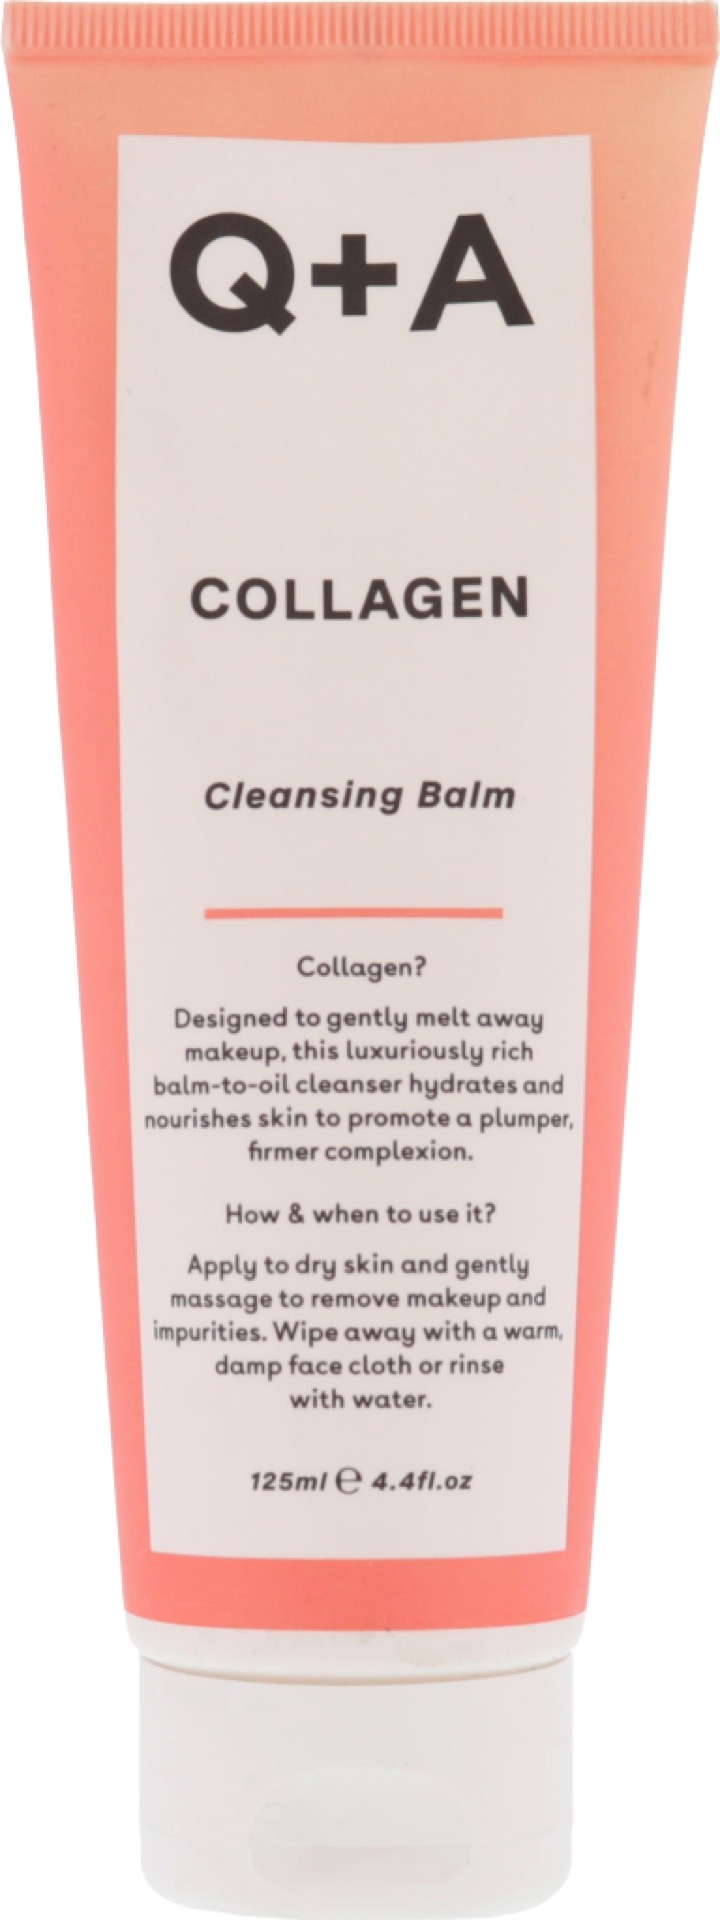 Q+A
COLLAGEN
Cleansing Balm
Collagen?
Designed to gently melt away
makeup, this luxuriously rich
balm-to-oil cleanser hydrates and
nourishes skin to promote a plumper,
firmer complexion.
How & when to use it?
Apply to dry skin and gently
massage to remove makeup and
impurities. Wipe away with a warm,
damp face cloth or rinse
with water.
125ml ℮ 4.4fl.oz